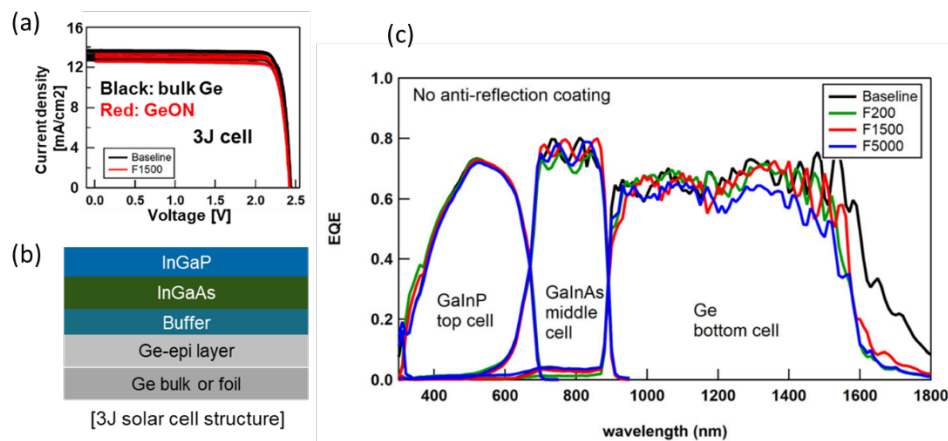 (a)
16
12
8
4
0
Current density
[mA/cm2]
Black: bulk Ge
Red: GeON
3J cell
Baseline
F1500
0.0
0.5
1.0
1.5
2.0
2.5
Voltage [V]
(b)
InGaP
InGaAs
Buffer
Ge-epi layer
Ge bulk or foil
[3J solar cell structure]
(c)
No anti-reflection coating
Baseline
F200
F1500
F5000
1.0
0.8
0.6
0.4
0.2
0.0
EQE
GaInP
top cell
GaInAs
middle
cell
Ge
bottom cell
400
600
800
1000
1200
1400
1600
1800
wavelength (nm)